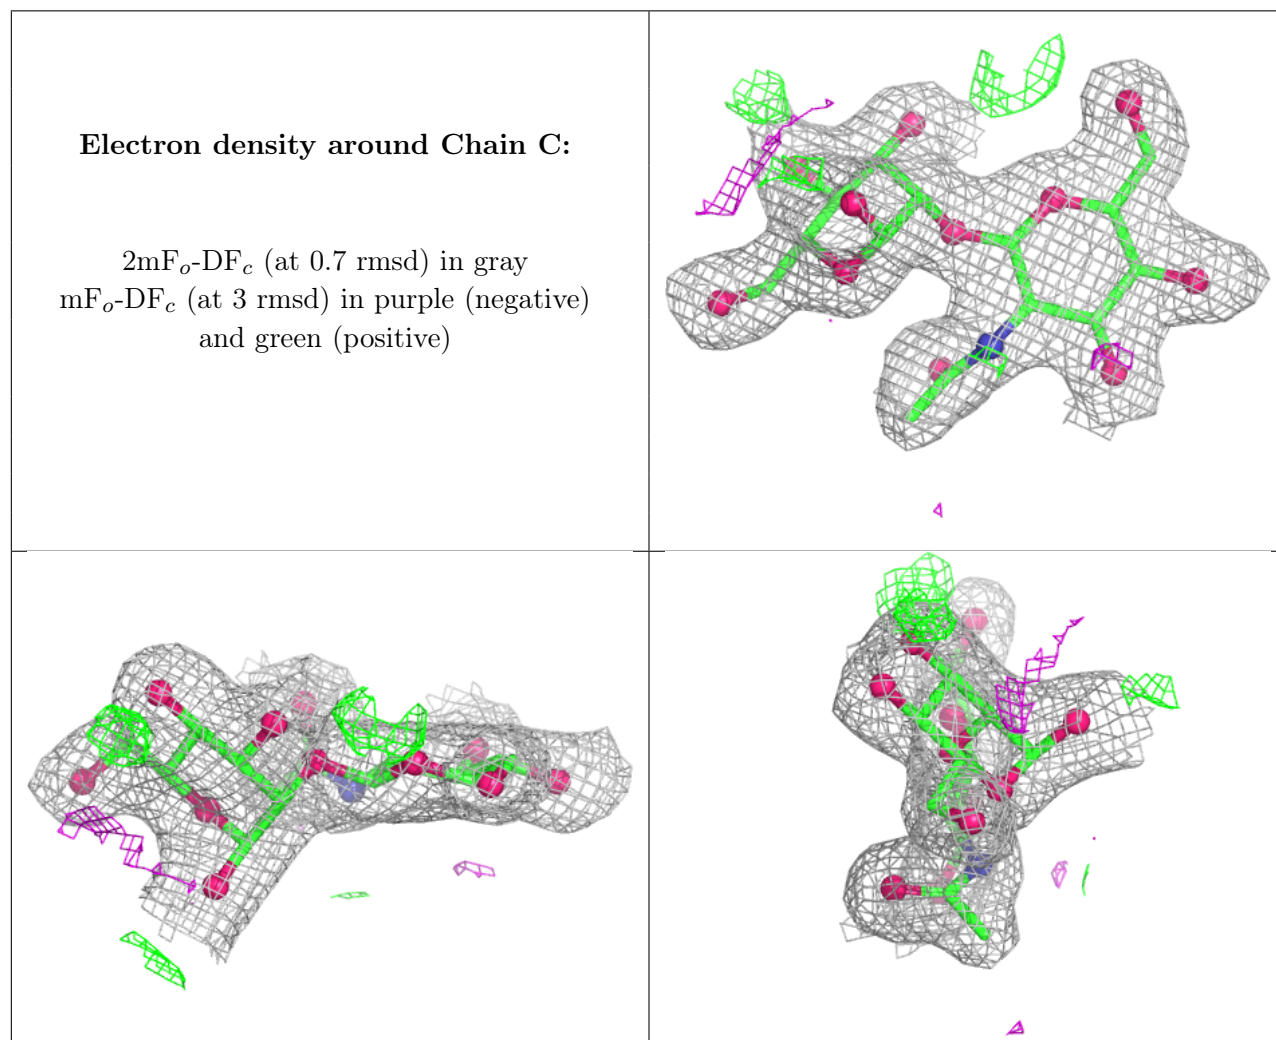 Electron density around Chain C:
2mFₒ-DF𝒸 (at 0.7 rmsd) in gray
mFₒ-DF𝒸 (at 3 rmsd) in purple (negative)
and green (positive)